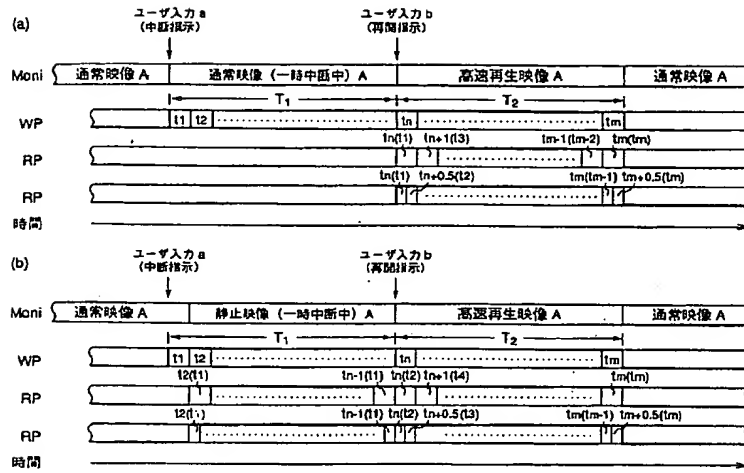 (a)
ユーザ入力 a
(中断指示)
ユーザ入力 b
(再開指示)
Moni 通常映像 A 通常映像 (一時中断中) A 高速再生映像 A 通常映像 A
T1 T2
WP t1 t2 tn tm
tn(t1) tn+1(t3) tm-1(tm-2) tm(tm)
RP
tn(t1) tn+0.5(t2) tm(tm-1) tm+0.5(tm)
RP
時間
(b)
ユーザ入力 a
(中断指示)
ユーザ入力 b
(再開指示)
Moni 通常映像 A 静止映像 (一時中断中) A 高速再生映像 A 通常映像 A
T1 T2
WP t1 t2 tn tm
t2(t1) tn-1(t1) tn(t2) tn+1(t4) tm(tm)
RP
tn-1(t1) tn(t2) tn+0.5(t3) tm(tm-1) tm+0.5(tm)
RP
時間